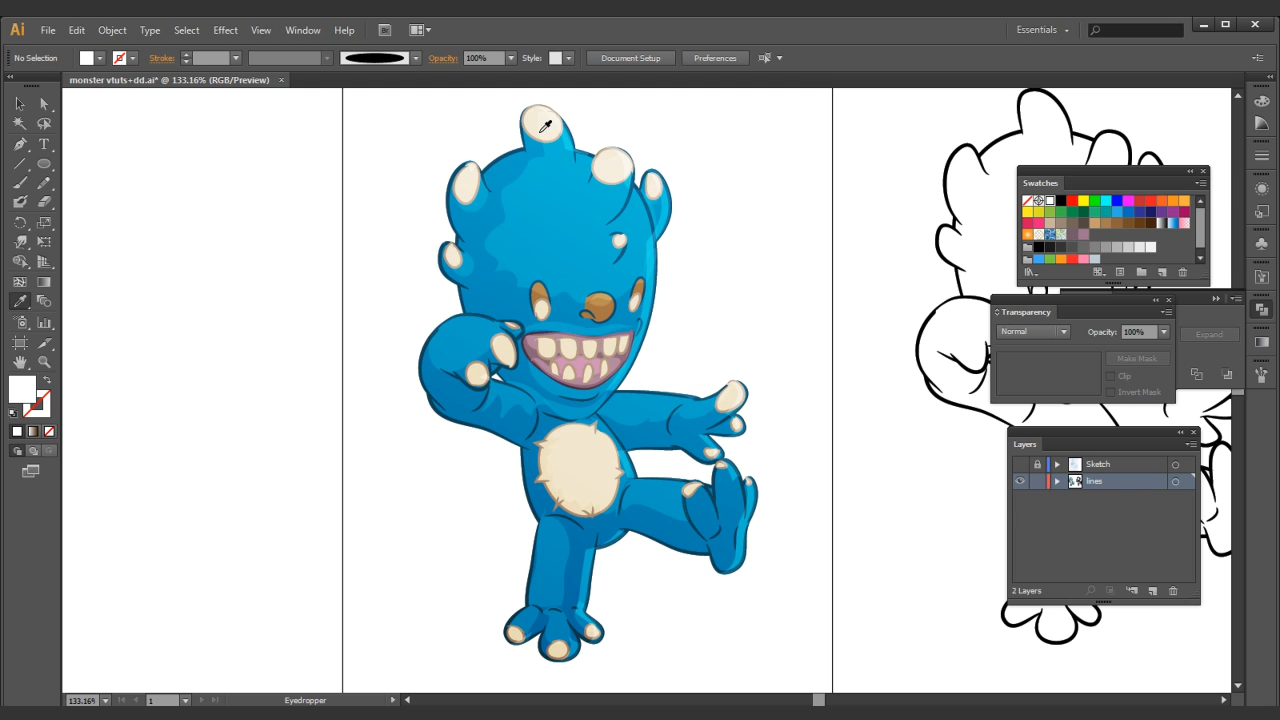 Ai File Edit Object Type Select Effect View Window Help Essentials
No Selection Stroke: Opacity: 100% Style: Document Setup Preferences
monster vtuts+dd.ai* @ 133.16% (RGB/Preview)
Swatches
Transparency
Normal Opacity: 100% Expand
Make Mask
Clip
Invert Mask
Layers
Sketch
lines
2 Layers
133.16% 1 Eyedropper